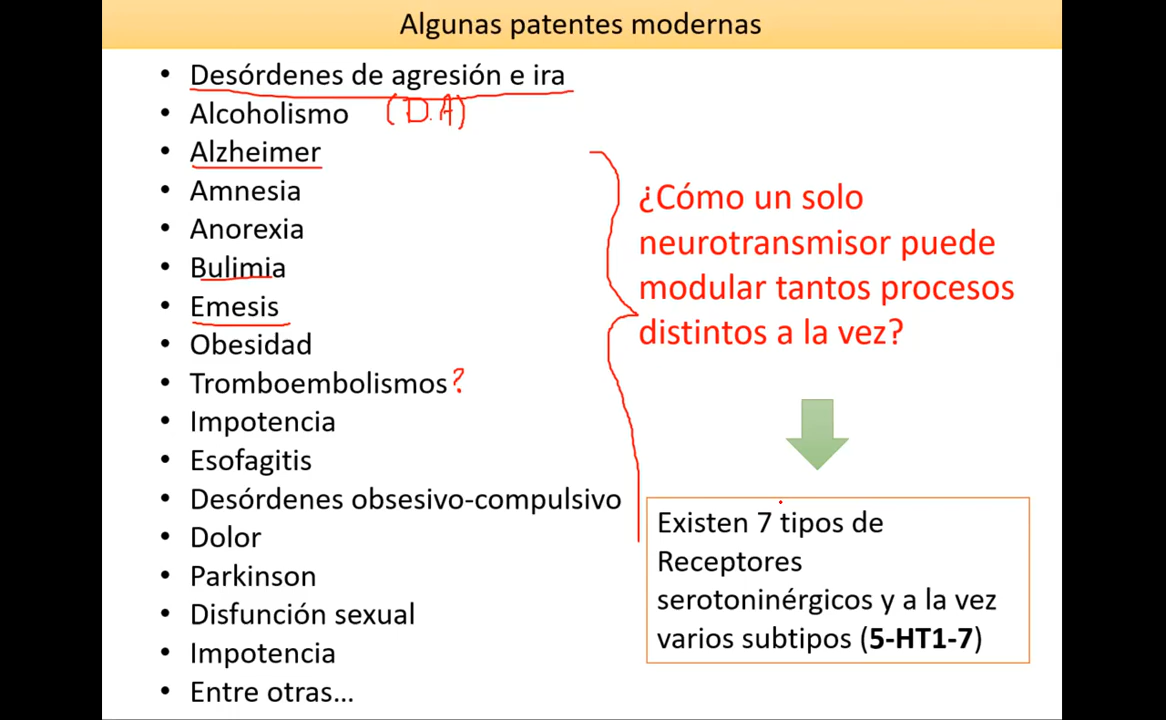 Algunas patentes modernas
• Desórdenes de agresión e ira
• Alcoholismo (D.A)
• Alzheimer
• Amnesia
• Anorexia
• Bulimia
• Emesis
• Obesidad
• Tromboembolismos?
• Impotencia
• Esofagitis
• Desórdenes obsesivo-compulsivo
• Dolor
• Parkinson
• Disfunción sexual
• Impotencia
• Entre otras...
¿Cómo un solo
neurotransmisor puede
modular tantos procesos
distintos a la vez?
Existen 7 tipos de
Receptores
serotoninérgicos y a la vez
varios subtipos (5-HT1-7)